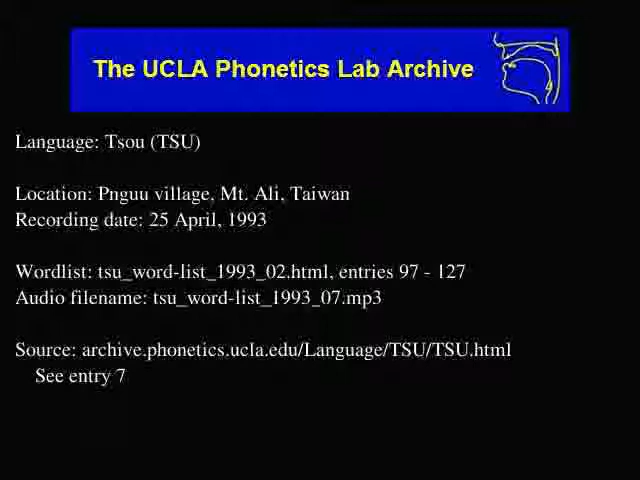 The UCLA Phonetics Lab Archive
Language: Tsou (TSU)
Location: Pnguu village, Mt. Ali, Taiwan
Recording date: 25 April, 1993
Wordlist: tsu_word-list_1993_02.html, entries 97 - 127
Audio filename: tsu_word-list_1993_07.mp3
Source: archive.phonetics.ucla.edu/Language/TSU/TSU.html
See entry 7